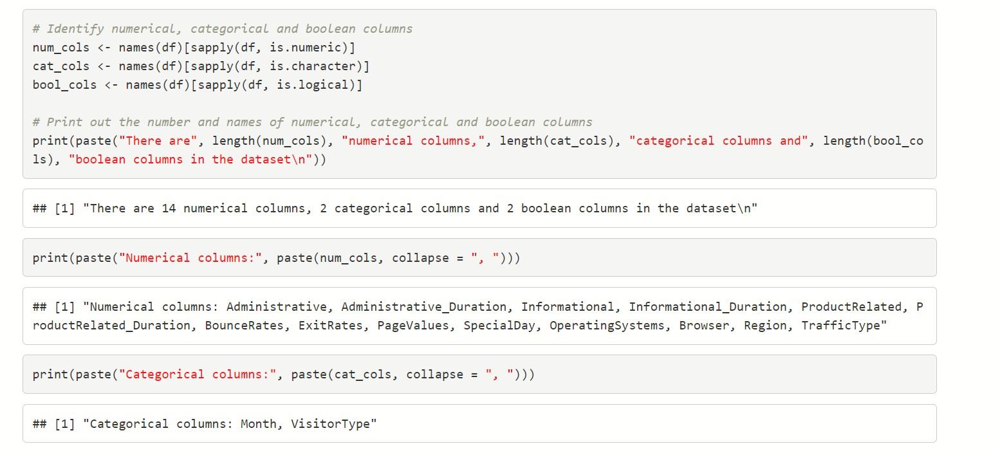 # Identify numerical, categorical and boolean columns
num_cols <- names(df)[sapply(df, is.numeric)]
cat_cols <- names(df)[sapply(df, is.character)]
bool_cols <- names(df)[sapply(df, is.logical)]
# Print out the number and names of numerical, categorical and boolean columns
print(paste("There are", length(num_cols), "numerical columns,", length(cat_cols), "categorical columns and", length(bool_co
ls), "boolean columns in the dataset\n"))
## [1] "There are 14 numerical columns, 2 categorical columns and 2 boolean columns in the dataset\n"
print(paste("Numerical columns:", paste(num_cols, collapse = ", ")))
## [1] "Numerical columns: Administrative, Administrative_Duration, Informational, Informational_Duration, ProductRelated, P
roductRelated_Duration, BounceRates, ExitRates, PageValues, SpecialDay, OperatingSystems, Browser, Region, TrafficType"
print(paste("Categorical columns:", paste(cat_cols, collapse = ", ")))
## [1] "Categorical columns: Month, VisitorType"